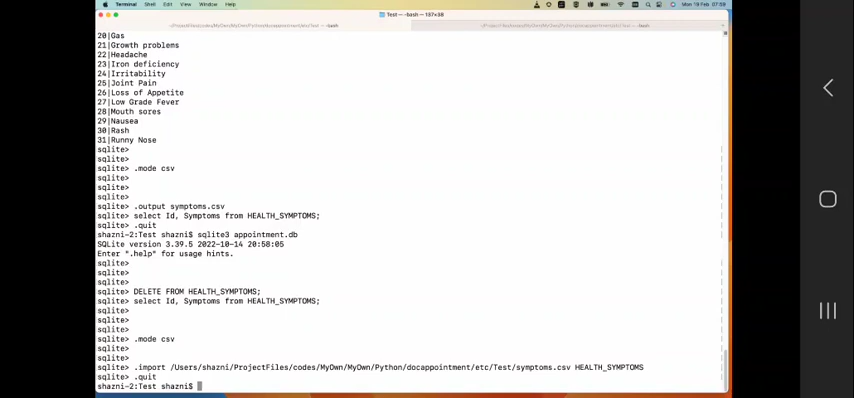 Terminal Shell Edit View Window Help
Mon 19 Feb 07:59
Test — -bash — 137×38
20|Gas
21|Growth problems
22|Headache
23|Iron deficiency
24|Irritability
25|Joint Pain
26|Loss of Appetite
27|Low Grade Fever
28|Mouth sores
29|Nausea
30|Rash
31|Runny Nose
sqlite>
sqlite>
sqlite> .mode csv
sqlite>
sqlite>
sqlite>
sqlite> .output symptoms.csv
sqlite> select Id, Symptoms from HEALTH_SYMPTOMS;
sqlite> .quit
shazni-2:Test shazni$ sqlite3 appointment.db
SQLite version 3.39.5 2022-10-14 20:58:05
Enter ".help" for usage hints.
sqlite>
sqlite>
sqlite>
sqlite> DELETE FROM HEALTH_SYMPTOMS;
sqlite> select Id, Symptoms from HEALTH_SYMPTOMS;
sqlite>
sqlite>
sqlite>
sqlite> .mode csv
sqlite>
sqlite>
sqlite> .import /Users/shazni/ProjectFiles/codes/MyOwn/MyOwn/Python/docappointment/etc/Test/symptoms.csv HEALTH_SYMPTOMS
sqlite> .quit
shazni-2:Test shazni$